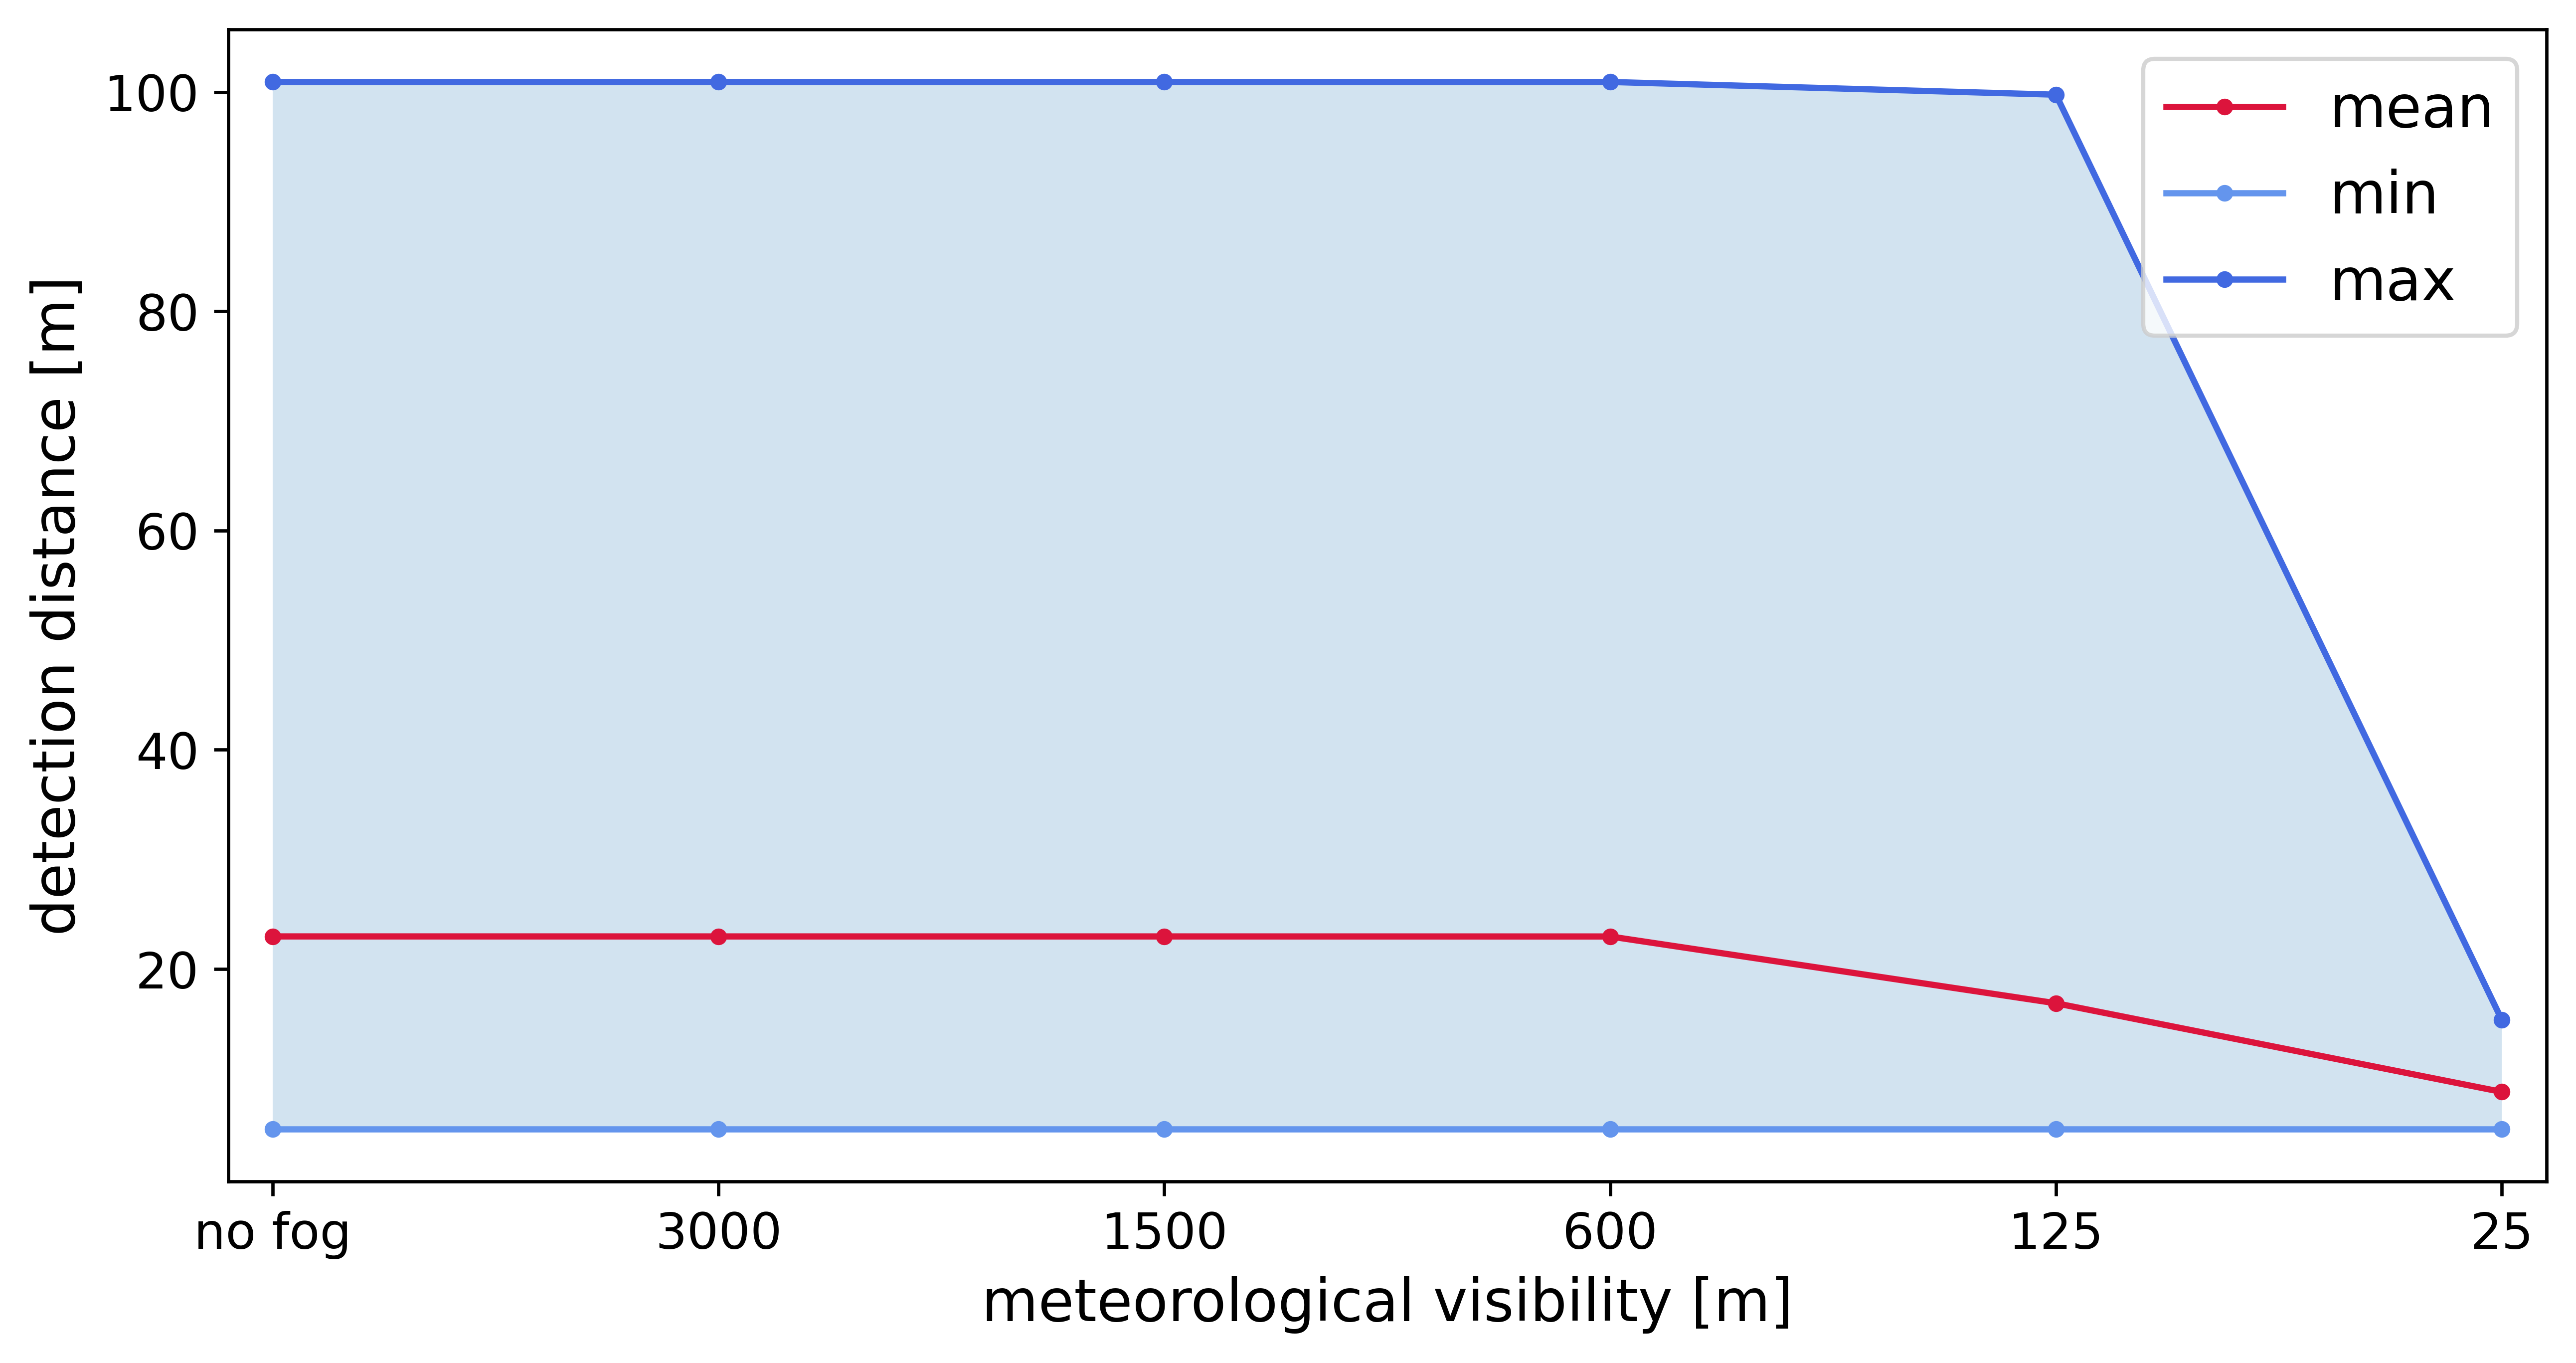 100
80
60
40
20
detection distance [m]
mean
min
max
no fog 3000 1500 600 125 25
meteorological visibility [m]